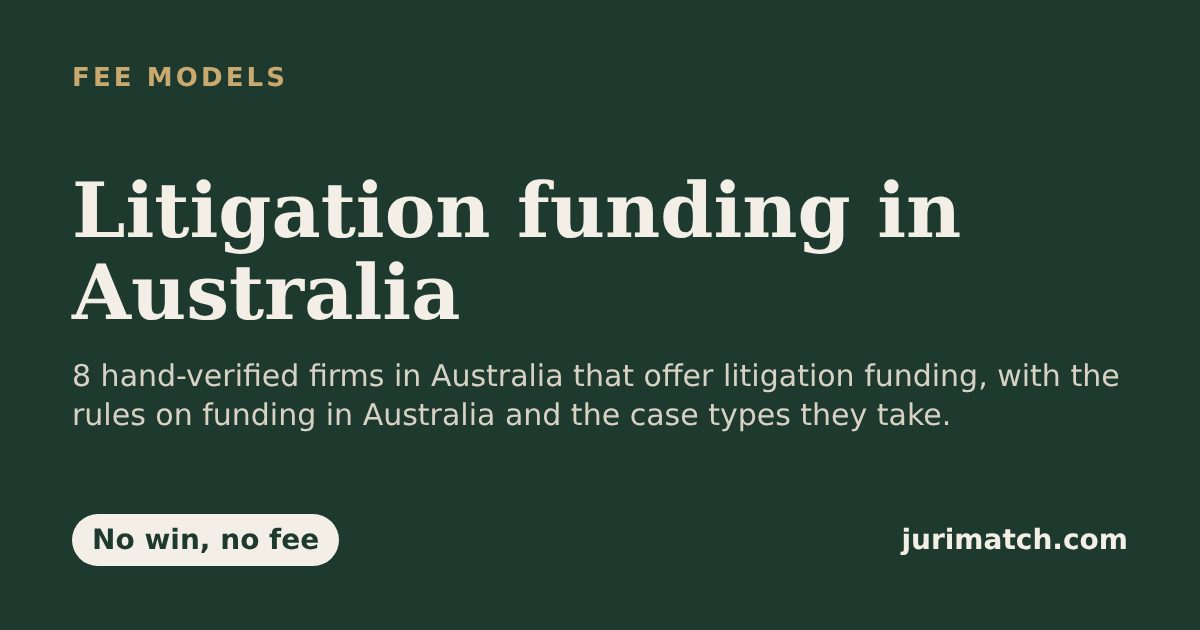 FEE MODELS
Litigation funding in
Australia
8 hand-verified firms in Australia that offer litigation funding, with the
rules on funding in Australia and the case types they take.
No win, no fee
jurimatch.com